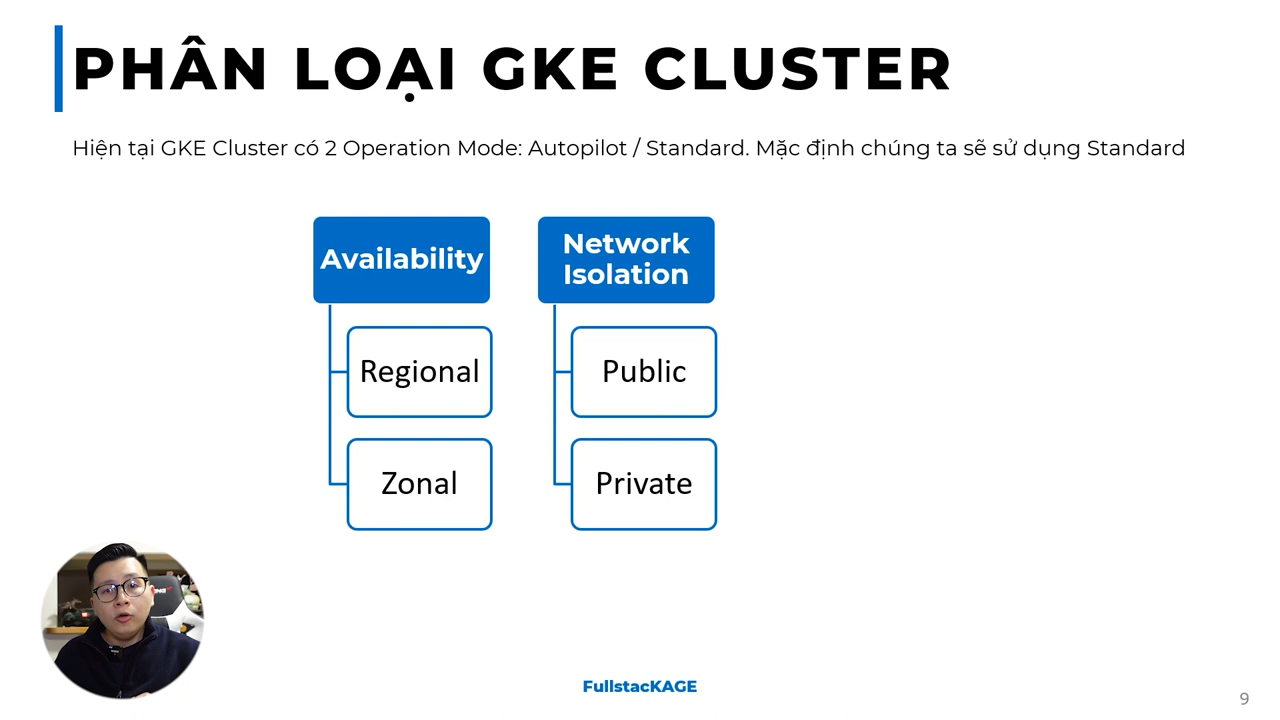 PHÂN LOẠI GKE CLUSTER
Hiện tại GKE Cluster có 2 Operation Mode: Autopilot / Standard. Mặc định chúng ta sẽ sử dụng Standard
Availability
Regional
Zonal
Network
Isolation
Public
Private
FullstacKAGE
9